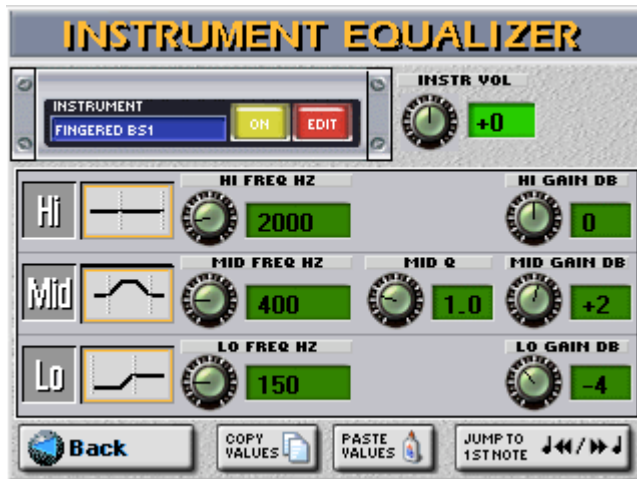 INSTRUMENT EQUALIZER
INSTR VOL
INSTRUMENT
FINGERED BS1
ON
EDIT
+0
HI FREQ HZ
HI GAIN DB
Hi
2000
0
MID FREQ HZ
MID Q
MID GAIN DB
Mid
400
1.0
+2
LO FREQ HZ
LO GAIN DB
Lo
150
-4
Back
COPY
VALUES
PASTE
VALUES
JUMP TO
1ST NOTE